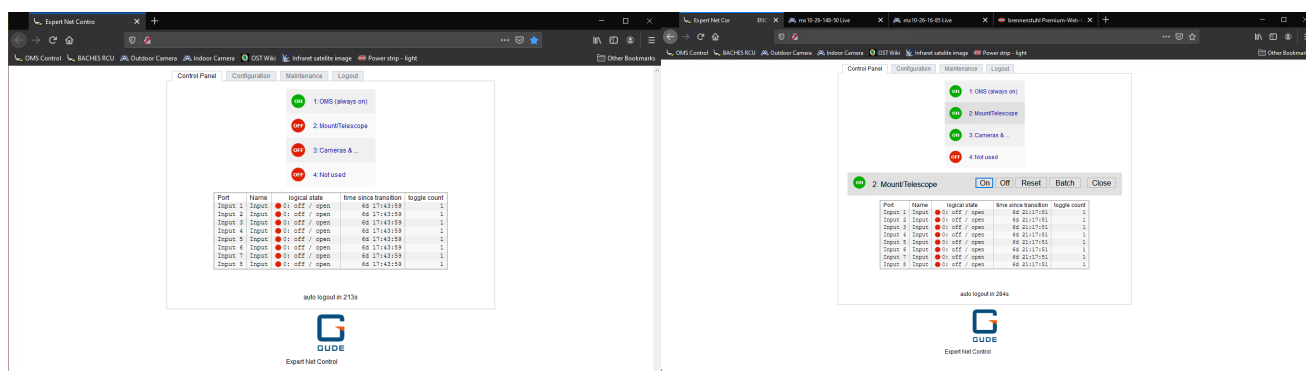 Expert Net Contro
OMS Control BACHES RCU Outdoor Camera Indoor Camera OST Wiki Infraret satelite image Power strip - light Other Bookmarks
Control Panel Configuration Maintenance Logout
ON 1: OMS (always on)
OFF 2: Mount/Telescope
OFF 3: Cameras & ...
OFF 4: Not used
Port Name logical state time since transition toggle count
Input 1 Input 0: off / open 6d 17:43:59 1
Input 2 Input 0: off / open 6d 17:43:59 1
Input 3 Input 0: off / open 6d 17:43:59 1
Input 4 Input 0: off / open 6d 17:43:59 1
Input 5 Input 0: off / open 6d 17:43:59 1
Input 6 Input 0: off / open 6d 17:43:59 1
Input 7 Input 0: off / open 6d 17:43:59 1
Input 8 Input 0: off / open 6d 17:43:59 1
auto logout in 213s
GUDE
Expert Net Control
Expert Net Cor ENC mx10-26-148-50 Live mx10-26-16-85 Live brennenstuhl Premium-Web-
OMS Control BACHES RCU Outdoor Camera Indoor Camera OST Wiki Infraret satelite image Power strip - light Other Bookmar
Control Panel Configuration Maintenance Logout
ON 1: OMS (always on)
ON 2: Mount/Telescope
ON 3: Cameras & ...
OFF 4: Not used
ON 2: Mount/Telescope On Off Reset Batch Close
Port Name logical state time since transition toggle count
Input 1 Input 0: off / open 6d 21:17:51 1
Input 2 Input 0: off / open 6d 21:17:51 1
Input 3 Input 0: off / open 6d 21:17:51 1
Input 4 Input 0: off / open 6d 21:17:51 1
Input 5 Input 0: off / open 6d 21:17:51 1
Input 6 Input 0: off / open 6d 21:17:51 1
Input 7 Input 0: off / open 6d 21:17:51 1
Input 8 Input 0: off / open 6d 21:17:51 1
auto logout in 284s
GUDE
Expert Net Control